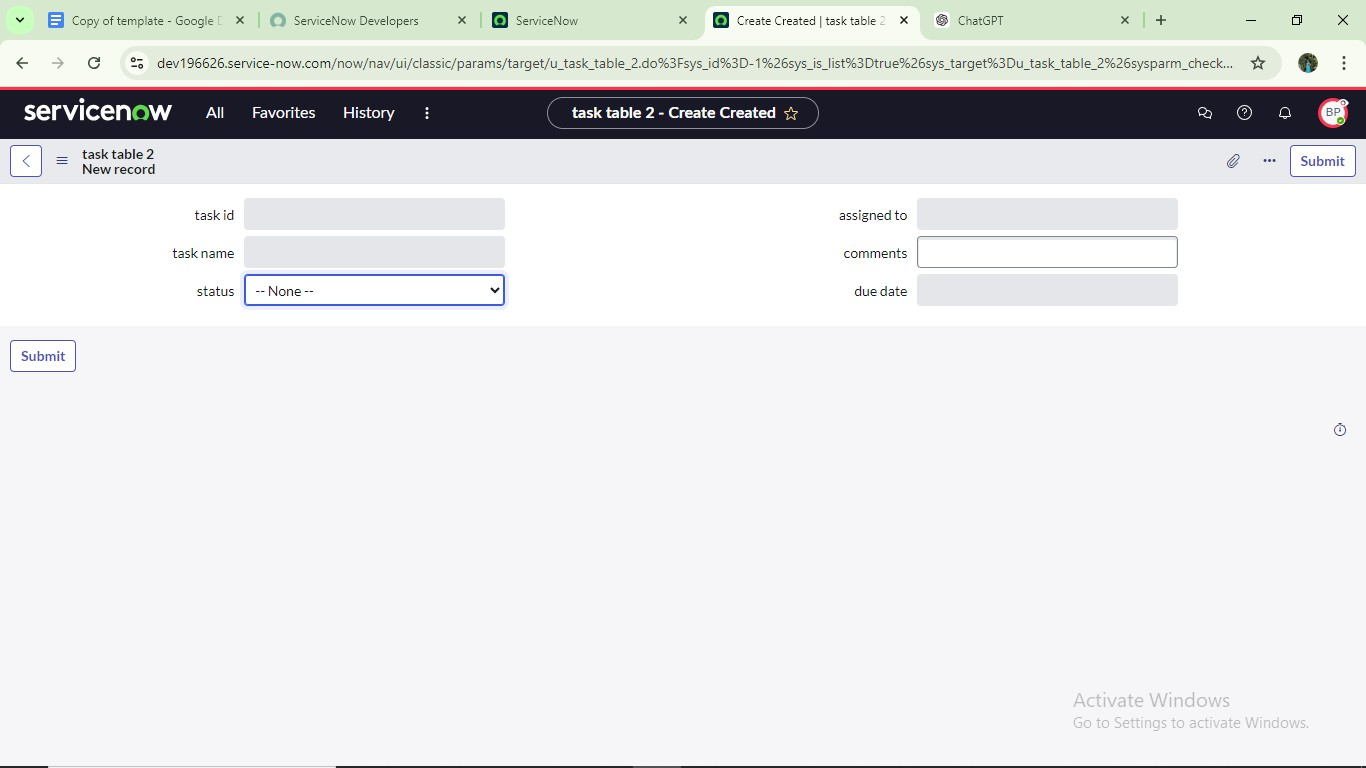 Copy of template - Google D
ServiceNow Developers
ServiceNow
Create Created | task table 2
ChatGPT
dev196626.service-now.com/now/nav/ui/classic/params/target/u_task_table_2.do%3Fsys_id%3D-1%26sys_is_list%3Dtrue%26sys_target%3Du_task_table_2%26sysparm_check...
servicenow All Favorites History task table 2 - Create Created BP
task table 2
New record
Submit
task id
assigned to
task name
comments
status -- None --
due date
Submit
Activate Windows
Go to Settings to activate Windows.